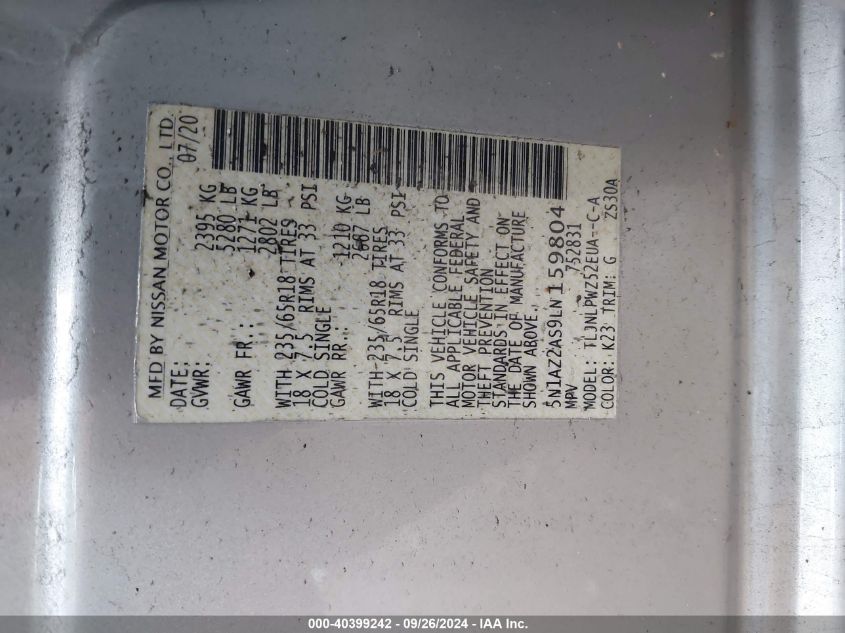 MFD BY NISSAN MOTOR CO., LTD.
DATE: 07/20
GVWR: 2395 KG
5280 LB
GAWR FR.: 1271 KG
2802 LB
WITH 235/65R18 TIRES
18 X 7.5 RIMS AT 33 PSI
COLD SINGLE
GAWR RR.: 1210 KG
2667 LB
WITH 235/65R18 TIRES
18 X 7.5 RIMS AT 33 PSI
COLD SINGLE
THIS VEHICLE CONFORMS TO
ALL APPLICABLE FEDERAL
MOTOR VEHICLE SAFETY AND
THEFT PREVENTION
STANDARDS IN EFFECT ON
THE DATE OF MANUFACTURE
SHOWN ABOVE.
5N1AZ2AS9LN159804
MPV 752831
MODEL: TLJNLPWZ52EUA--C-A
COLOR: K23 TRIM: G ZS30A
000-40399242 - 09/26/2024 - IAA Inc.